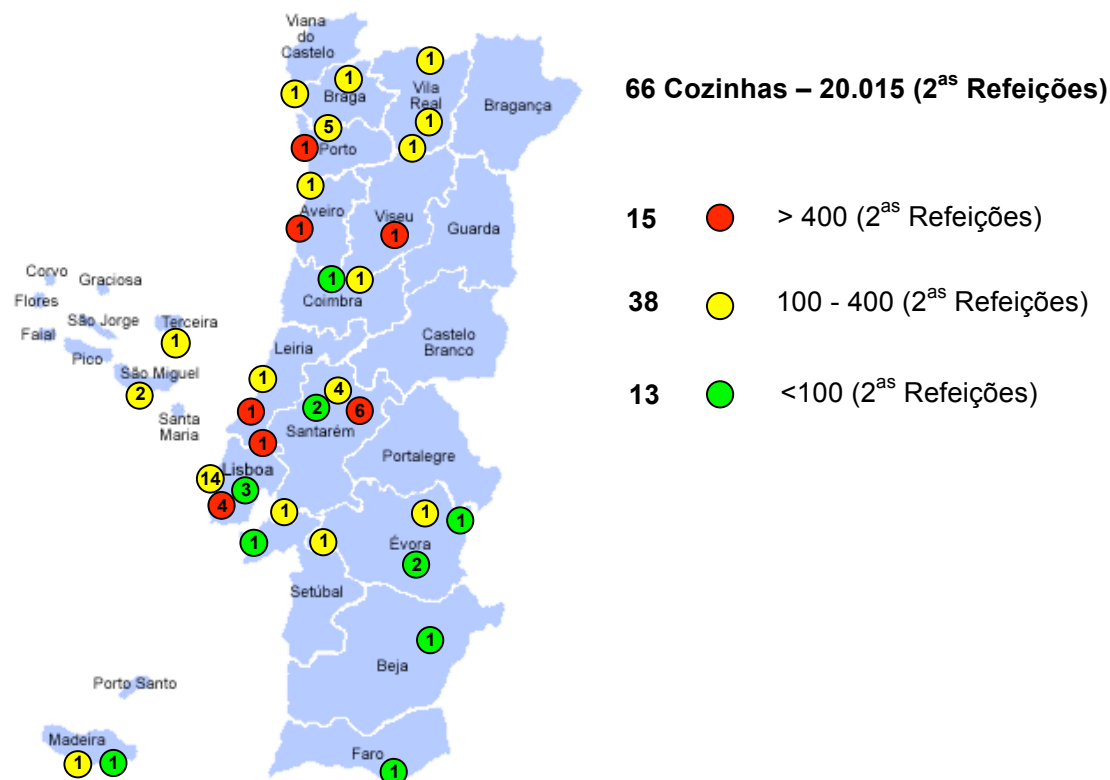 Viana
do
Castelo
1
1
1
Braga
Vila
Real
Bragança
1
5
1
1
Porto
1
Aveiro
1
Viseu
1
Guarda
1
1
Coimbra
Corvo
Graciosa
Flores
São Jorge
Terceira
Faial
1
Pico
São Miguel
2
Santa
Maria
Castelo
Branco
Leiria
1
4
1
2
6
Santarém
1
Portalegre
Lisboa
14
3
4
1
1
1
1
1
Évora
2
Setúbal
1
Beja
Porto Santo
Madeira
1
1
Faro
1
66 Cozinhas – 20.015 (2as Refeições)
15 > 400 (2as Refeições)
38 100 - 400 (2as Refeições)
13 <100 (2as Refeições)